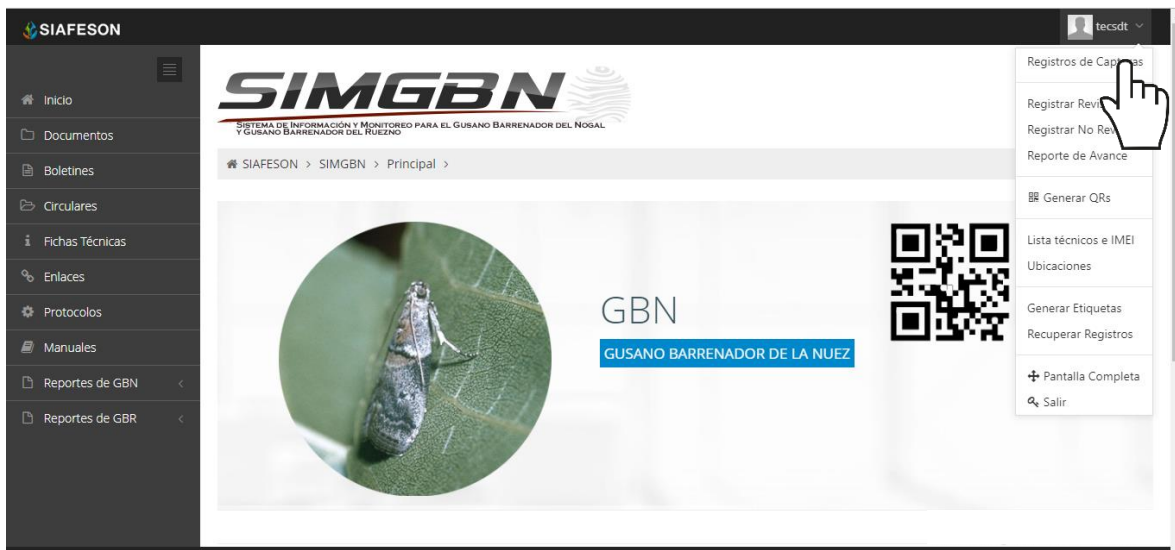 SIAFESON
tecsdt
Inicio
Documentos
Boletines
Circulares
Fichas Técnicas
Enlaces
Protocolos
Manuales
Reportes de GBN
Reportes de GBR
SIMGBN
SISTEMA DE INFORMACIÓN Y MONITOREO PARA EL GUSANO BARRENADOR DEL NOGAL
Y GUSANO BARRENADOR DEL RUEZNO
SIAFESON > SIMGBN > Principal >
GBN
GUSANO BARRENADOR DE LA NUEZ
Registros de
Registrar
Registrar No
Reporte de Avance
Generar QRs
Lista técnicos e IMEI
Ubicaciones
Generar Etiquetas
Recuperar Registros
Pantalla Completa
Salir